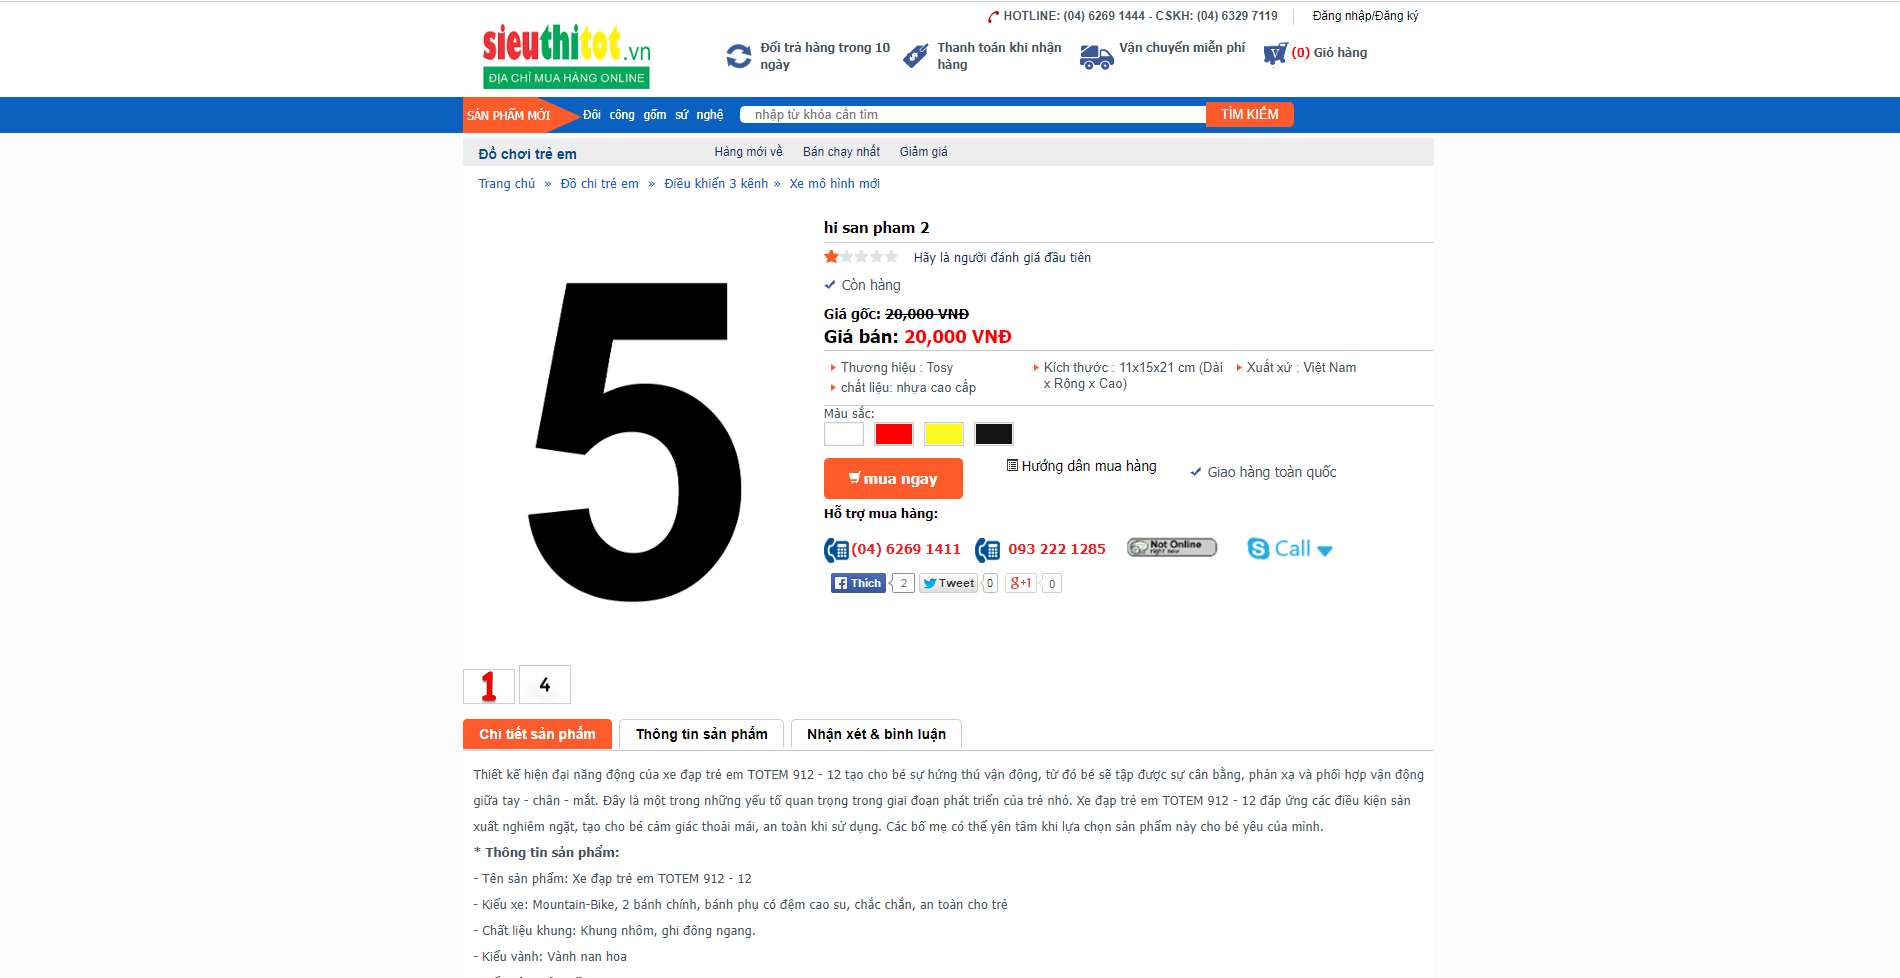 HOTLINE: (04) 6269 1444 - CSKH: (04) 6329 7119
Đăng nhập/Đăng ký
sieuthitot.vn
ĐỊA CHỈ MUA HÀNG ONLINE
Đổi trả hàng trong 10
ngày
Thanh toán khi nhận
hàng
Vận chuyển miễn phí
(0) Giỏ hàng
SẢN PHẨM MỚI
Đôi công gốm sứ nghệ
nhập từ khóa cần tìm
TÌM KIẾM
Đồ chơi trẻ em
Hàng mới về
Bán chạy nhất
Giảm giá
Trang chủ » Đồ chi trẻ em » Điều khiển 3 kênh » Xe mô hình mới
hi san pham 2
Hãy là người đánh giá đầu tiên
Còn hàng
Giá gốc: 20,000 VNĐ
Giá bán: 20,000 VNĐ
Thương hiệu : Tosy
Kích thước : 11x15x21 cm (Dài
x Rộng x Cao)
Xuất xứ : Việt Nam
chất liệu: nhựa cao cấp
Màu sắc:
mua ngay
Hướng dẫn mua hàng
Giao hàng toàn quốc
Hỗ trợ mua hàng:
(04) 6269 1411
093 222 1285
Not Online
right now
Call
Thích 2
Tweet 0
g+1 0
5
1
4
Chi tiết sản phẩm
Thông tin sản phẩm
Nhận xét & bình luận
Thiết kế hiện đại năng động của xe đạp trẻ em TOTEM 912 - 12 tạo cho bé sự hứng thú vận động, từ đó bé sẽ tập được sự cân bằng, phản xạ và phối hợp vận động
giữa tay - chân - mắt. Đây là một trong những yếu tố quan trọng trong giai đoạn phát triển của trẻ nhỏ. Xe đạp trẻ em TOTEM 912 - 12 đáp ứng các điều kiện sản
xuất nghiêm ngặt, tạo cho bé cảm giác thoải mái, an toàn khi sử dụng. Các bố mẹ có thể yên tâm khi lựa chọn sản phẩm này cho bé yêu của mình.
* Thông tin sản phẩm:
- Tên sản phẩm: Xe đạp trẻ em TOTEM 912 - 12
- Kiểu xe: Mountain-Bike, 2 bánh chính, bánh phụ có đệm cao su, chắc chắn, an toàn cho trẻ
- Chất liệu khung: Khung nhôm, ghi đông ngang.
- Kiểu vành: Vành nan hoa